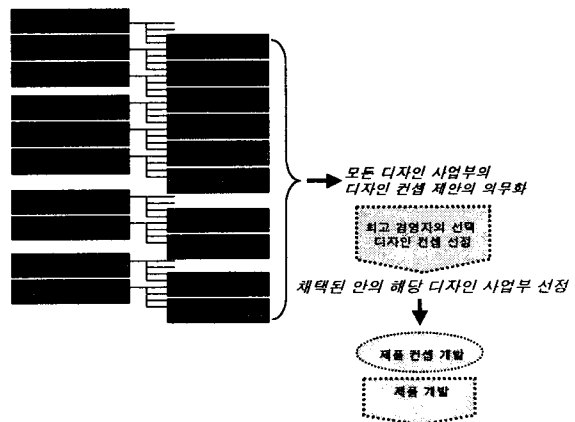 모든 디자인 사업부의
디자인 컨셉 제안의 의무화
최고 경영자의 선택
디자인 컨셉 선정
채택된 안의 해당 디자인 사업부 선정
제품 컨셉 개발
제품 개발